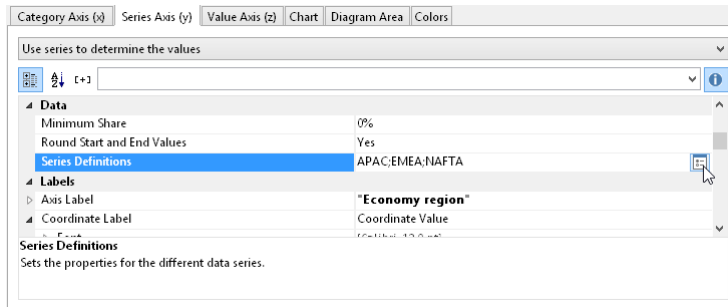 Category Axis (x) Series Axis (y) Value Axis (z) Chart Diagram Area Colors
Use series to determine the values
[+]
Data
Minimum Share 0%
Round Start and End Values Yes
Series Definitions APAC;EMEA;NAFTA
Labels
Axis Label "Economy region"
Coordinate Label Coordinate Value
Series Definitions
Sets the properties for the different data series.